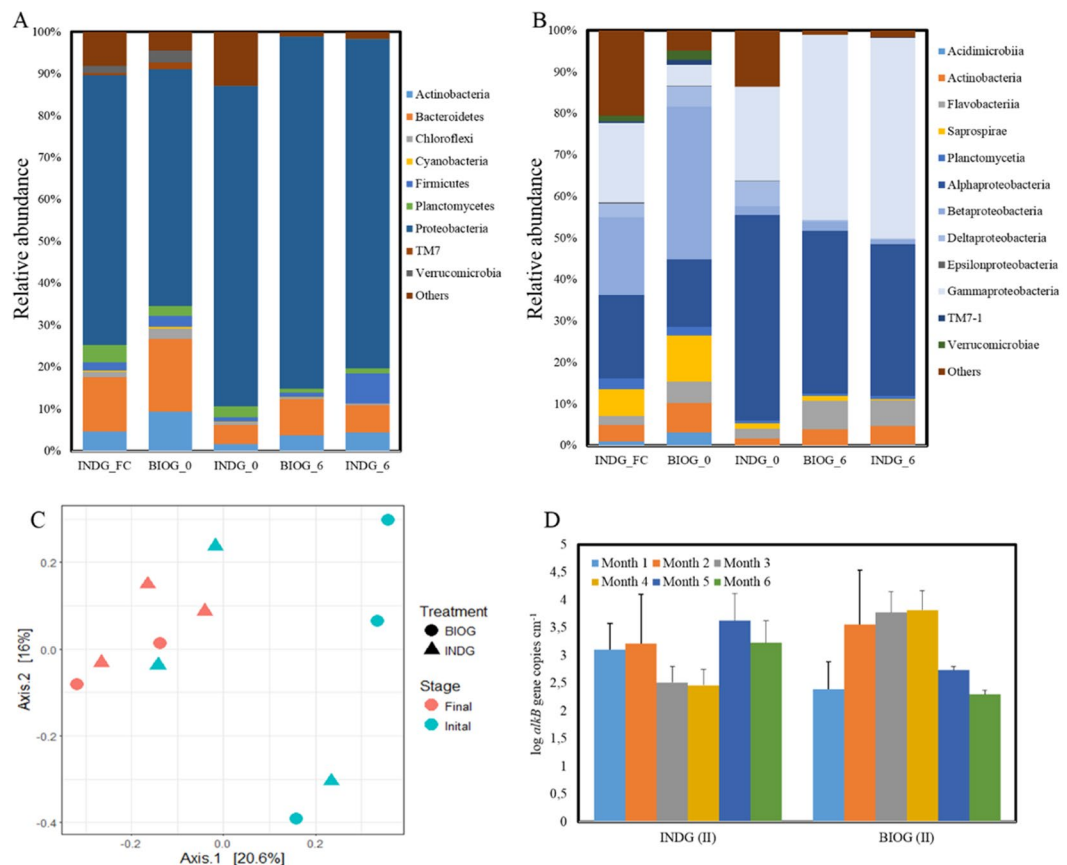 A
Relative abundance
100%
90%
80%
70%
60%
50%
40%
30%
20%
10%
0%
INDG_FC BIOG_0 INDG_0 BIOG_6 INDG_6
Actinobacteria
Bacteroidetes
Chloroflexi
Cyanobacteria
Firmicutes
Planctomycetes
Proteobacteria
TM7
Verrucomicrobia
Others
B
Relative abundance
100%
90%
80%
70%
60%
50%
40%
30%
20%
10%
0%
INDG_FC BIOG_0 INDG_0 BIOG_6 INDG_6
Acidimicrobiia
Actinobacteria
Flavobacteriia
Saprospirae
Planctomycetia
Alphaproteobacteria
Betaproteobacteria
Deltaproteobacteria
Epsilonproteobacteria
Gammaproteobacteria
TM7-1
Verrucomicrobiae
Others
C
Axis.2 [16%]
0.2
0.0
-0.2
-0.4
-0.2 0.0 0.2
Axis.1 [20.6%]
Treatment
BIOG
INDG
Stage
Final
Inital
D
log alkB gene copies cm⁻¹
5
4,5
4
3,5
3
2,5
2
1,5
1
0,5
0
Month 1 Month 2 Month 3
Month 4 Month 5 Month 6
INDG (II) BIOG (II)